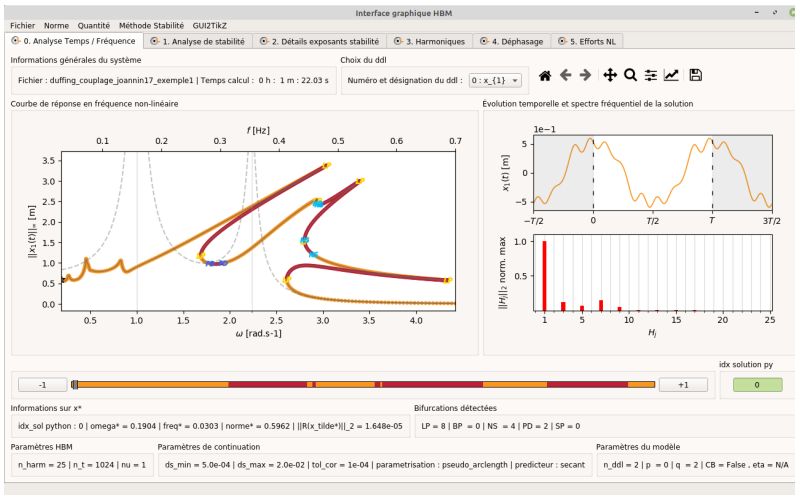 Interface graphique HBM
Fichier Norme Quantité Méthode Stabilité GUI2TikZ
0. Analyse Temps / Fréquence 1. Analyse de stabilité 2. Détails exposants stabilité 3. Harmoniques 4. Déphasage 5. Efforts NL
Informations générales du système
Fichier : duffing_couplage_joannin17_exemple1 | Temps calcul : 0 h : 1 m : 22.03 s
Choix du ddl
Numéro et désignation du ddl : 0 : x_{1}
Courbe de réponse en fréquence non-linéaire
f [Hz]
0.1 0.2 0.3 0.4 0.5 0.6 0.7
||x₁(t)||∞ [m]
3.5
3.0
2.5
2.0
1.5
1.0
0.5
0.0
0.5 1.0 1.5 2.0 2.5 3.0 3.5 4.0
ω [rad.s-1]
Évolution temporelle et spectre fréquentiel de la solution
1e−1
x₁(t) [m]
5
0
−5
−T/2 0 T/2 T 3T/2
||Hⱼ||₂ norm. max
1.0
0.5
1 5 10 15 20 25
Hⱼ
-1 +1
idx solution py
0
Informations sur x*
idx_sol python : 0 | omega* = 0.1904 | freq* = 0.0303 | norme* = 0.5962 | ||R(x_tilde*)||_2 = 1.648e-05
Bifurcations détectées
LP = 8 | BP = 0 | NS = 4 | PD = 2 | SP = 0
Paramètres HBM
n_harm = 25 | n_t = 1024 | nu = 1
Paramètres de continuation
ds_min = 5.0e-04 | ds_max = 2.0e-02 | tol_cor = 1e-04 | parametrisation : pseudo_arclength | predicteur : secant
Paramètres du modèle
n_ddl = 2 | p = 0 | q = 2 | CB = False , eta = N/A